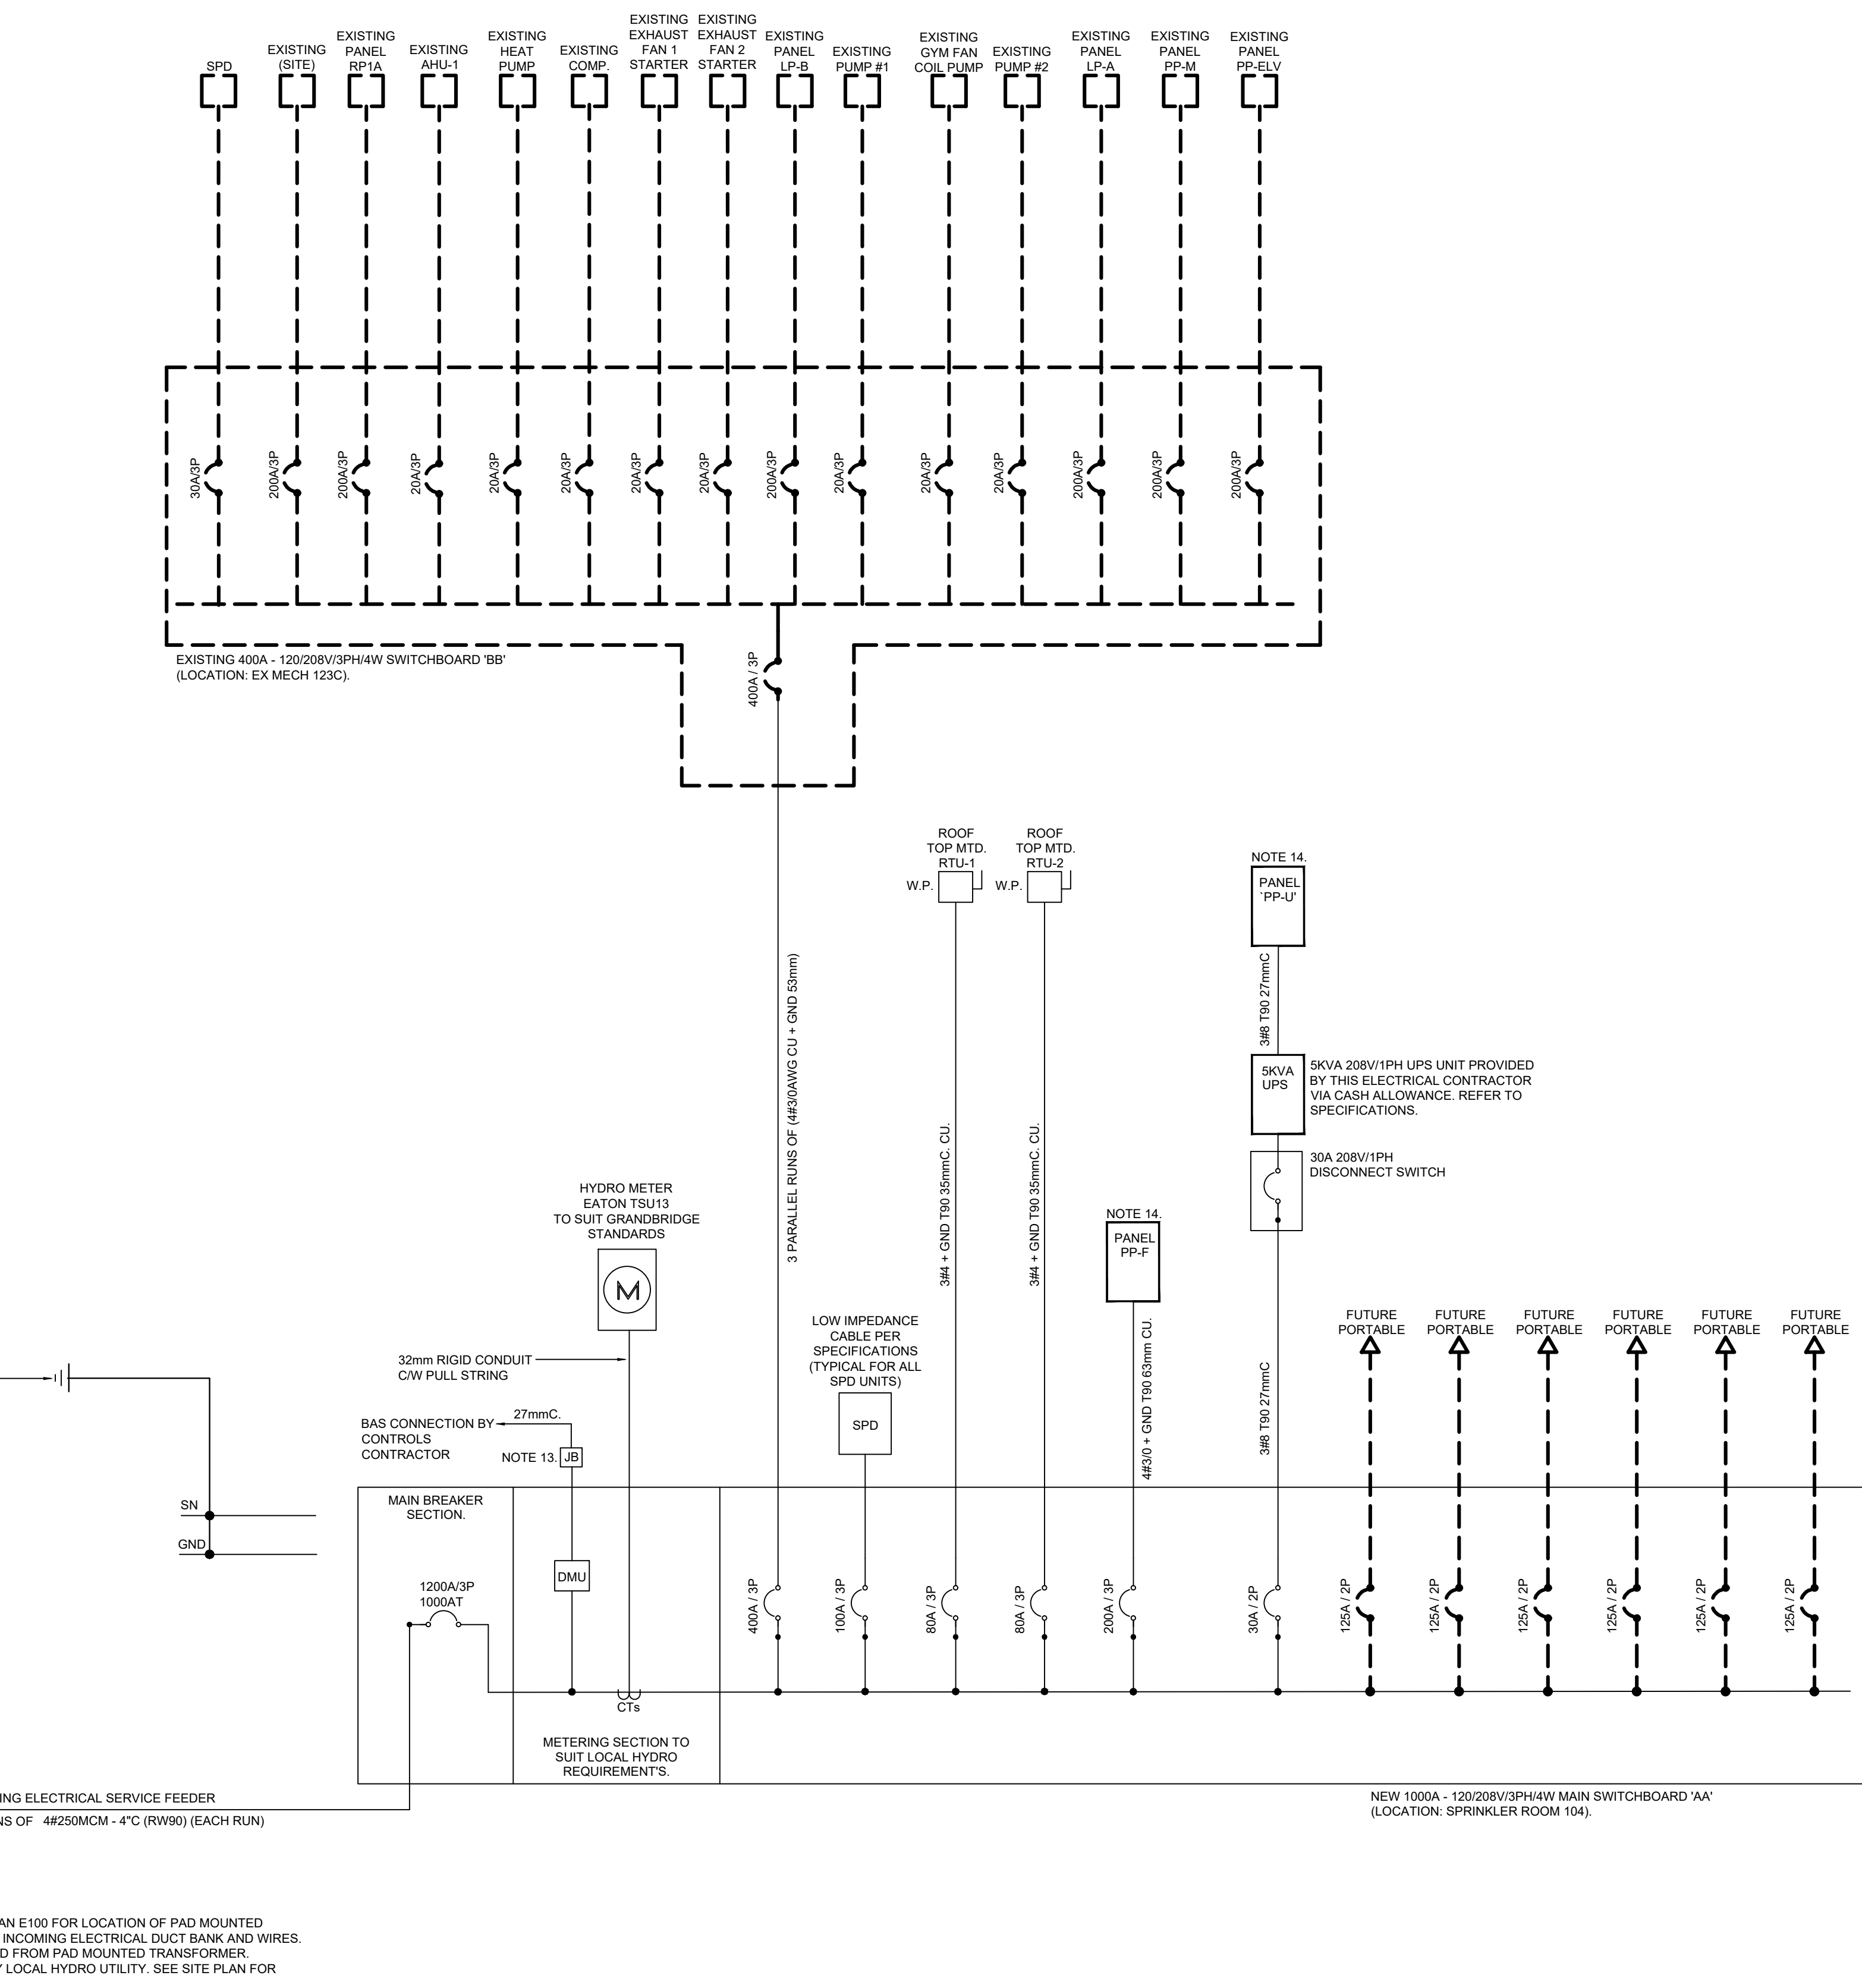 SPD
EXISTING
(SITE)
EXISTING
PANEL
RP1A
EXISTING
AHU-1
EXISTING
HEAT
PUMP
EXISTING
COMP.
EXISTING
EXHAUST
FAN 1
STARTER
EXISTING
EXHAUST
FAN 2
STARTER
EXISTING
PANEL
LP-B
EXISTING
PUMP #1
EXISTING
GYM FAN
COIL PUMP
EXISTING
PUMP #2
EXISTING
PANEL
LP-A
EXISTING
PANEL
PP-M
EXISTING
PANEL
PP-ELV
30A/3P
200A/3P
200A/3P
20A/3P
20A/3P
20A/3P
20A/3P
20A/3P
200A/3P
20A/3P
20A/3P
20A/3P
200A/3P
200A/3P
200A/3P
EXISTING 400A - 120/208V/3PH/4W SWITCHBOARD 'BB'
(LOCATION: EX MECH 123C).
400A / 3P
3 PARALLEL RUNS OF (4#3/0AWG CU + GND 53mm)
ROOF
TOP MTD.
RTU-1
W.P.
ROOF
TOP MTD.
RTU-2
W.P.
3#4 + GND T90 35mmC. CU.
3#4 + GND T90 35mmC. CU.
NOTE 14.
PANEL
`PP-U'
3#8 T90 27mmC
5KVA
UPS
5KVA 208V/1PH UPS UNIT PROVIDED
BY THIS ELECTRICAL CONTRACTOR
VIA CASH ALLOWANCE. REFER TO
SPECIFICATIONS.
30A 208V/1PH
DISCONNECT SWITCH
3#8 T90 27mmC
NOTE 14.
PANEL
PP-F
4#3/0 + GND T90 63mm CU.
HYDRO METER
EATON TSU13
TO SUIT GRANDBRIDGE
STANDARDS
M
32mm RIGID CONDUIT
C/W PULL STRING
27mmC.
BAS CONNECTION BY
CONTROLS
CONTRACTOR
NOTE 13.
JB
LOW IMPEDANCE
CABLE PER
SPECIFICATIONS
(TYPICAL FOR ALL
SPD UNITS)
SPD
FUTURE
PORTABLE
FUTURE
PORTABLE
FUTURE
PORTABLE
FUTURE
PORTABLE
FUTURE
PORTABLE
FUTURE
PORTABLE
SN
GND
MAIN BREAKER
SECTION.
1200A/3P
1000AT
DMU
CTs
METERING SECTION TO
SUIT LOCAL HYDRO
REQUIREMENT'S.
400A / 3P
100A / 3P
80A / 3P
80A / 3P
200A / 3P
30A / 2P
125A / 2P
125A / 2P
125A / 2P
125A / 2P
125A / 2P
125A / 2P
NEW 1000A - 120/208V/3PH/4W MAIN SWITCHBOARD 'AA'
(LOCATION: SPRINKLER ROOM 104).
ING ELECTRICAL SERVICE FEEDER
NS OF 4#250MCM - 4"C (RW90) (EACH RUN)
AN E100 FOR LOCATION OF PAD MOUNTED
INCOMING ELECTRICAL DUCT BANK AND WIRES.
D FROM PAD MOUNTED TRANSFORMER.
Y LOCAL HYDRO UTILITY. SEE SITE PLAN FOR